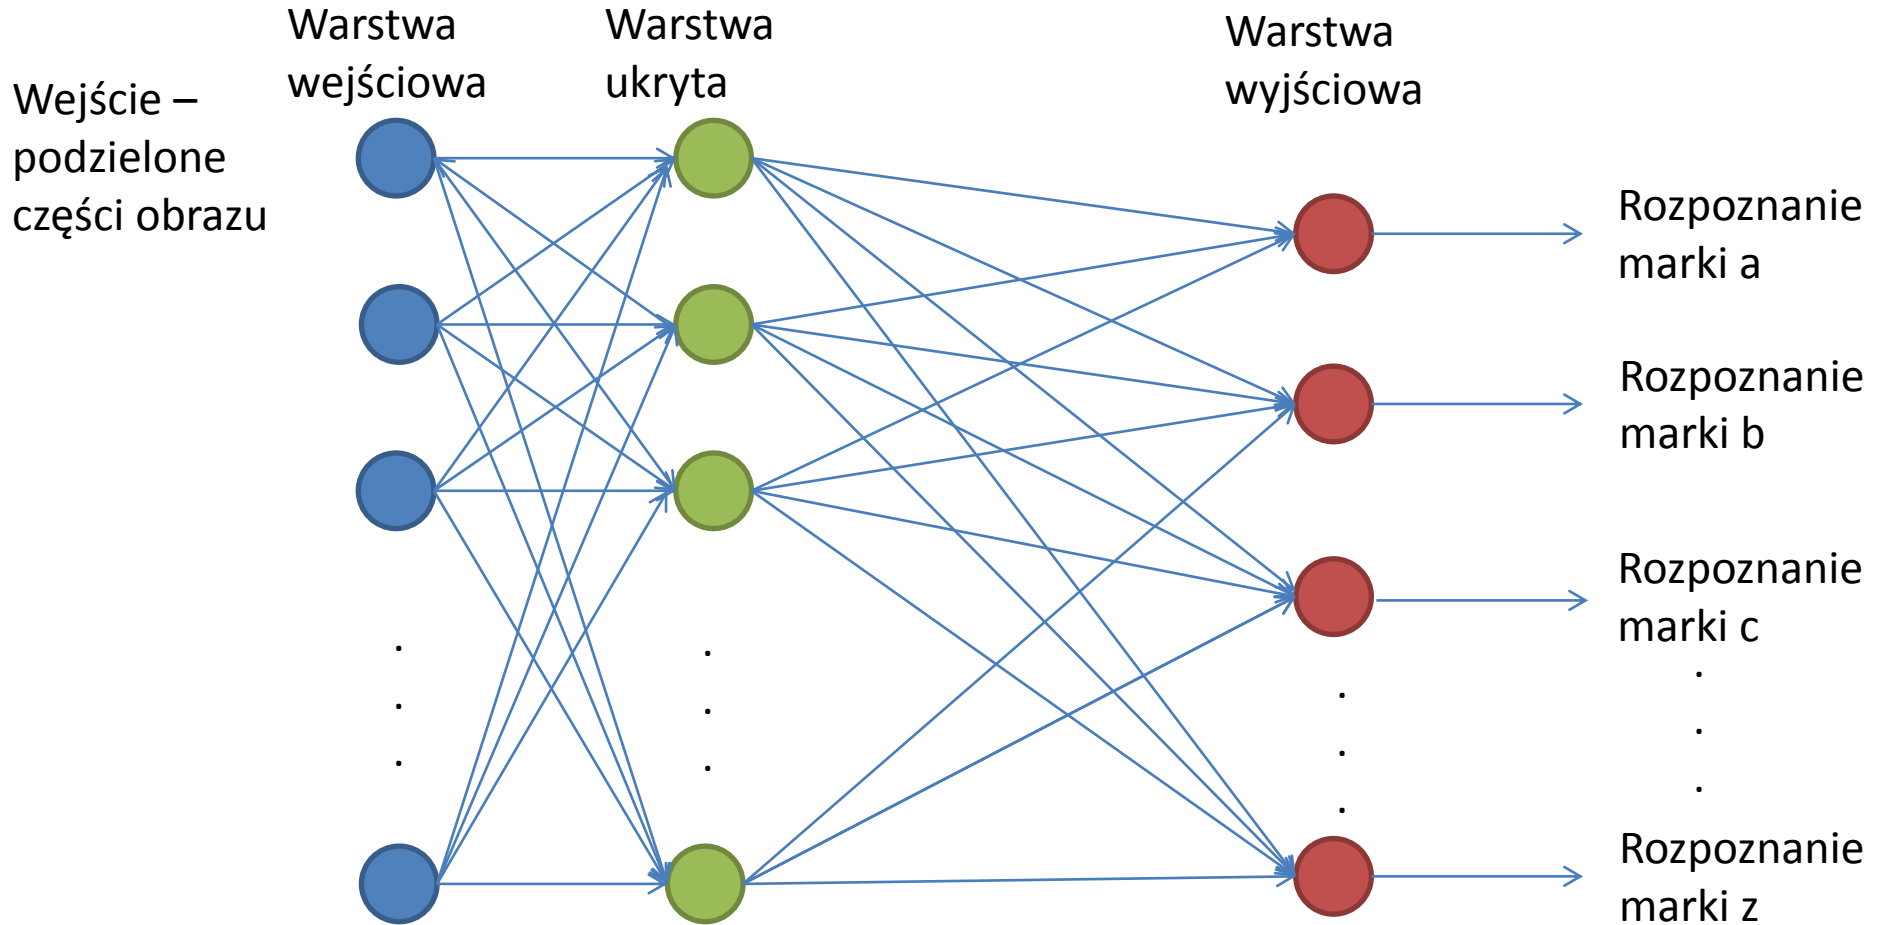 Wejście –
podzielone
części obrazu
Warstwa
wejściowa
Warstwa
ukryta
Warstwa
wyjściowa
Rozpoznanie
marki a
Rozpoznanie
marki b
Rozpoznanie
marki c
.
.
.
.
.
.
.
.
.
.
.
.
Rozpoznanie
marki z